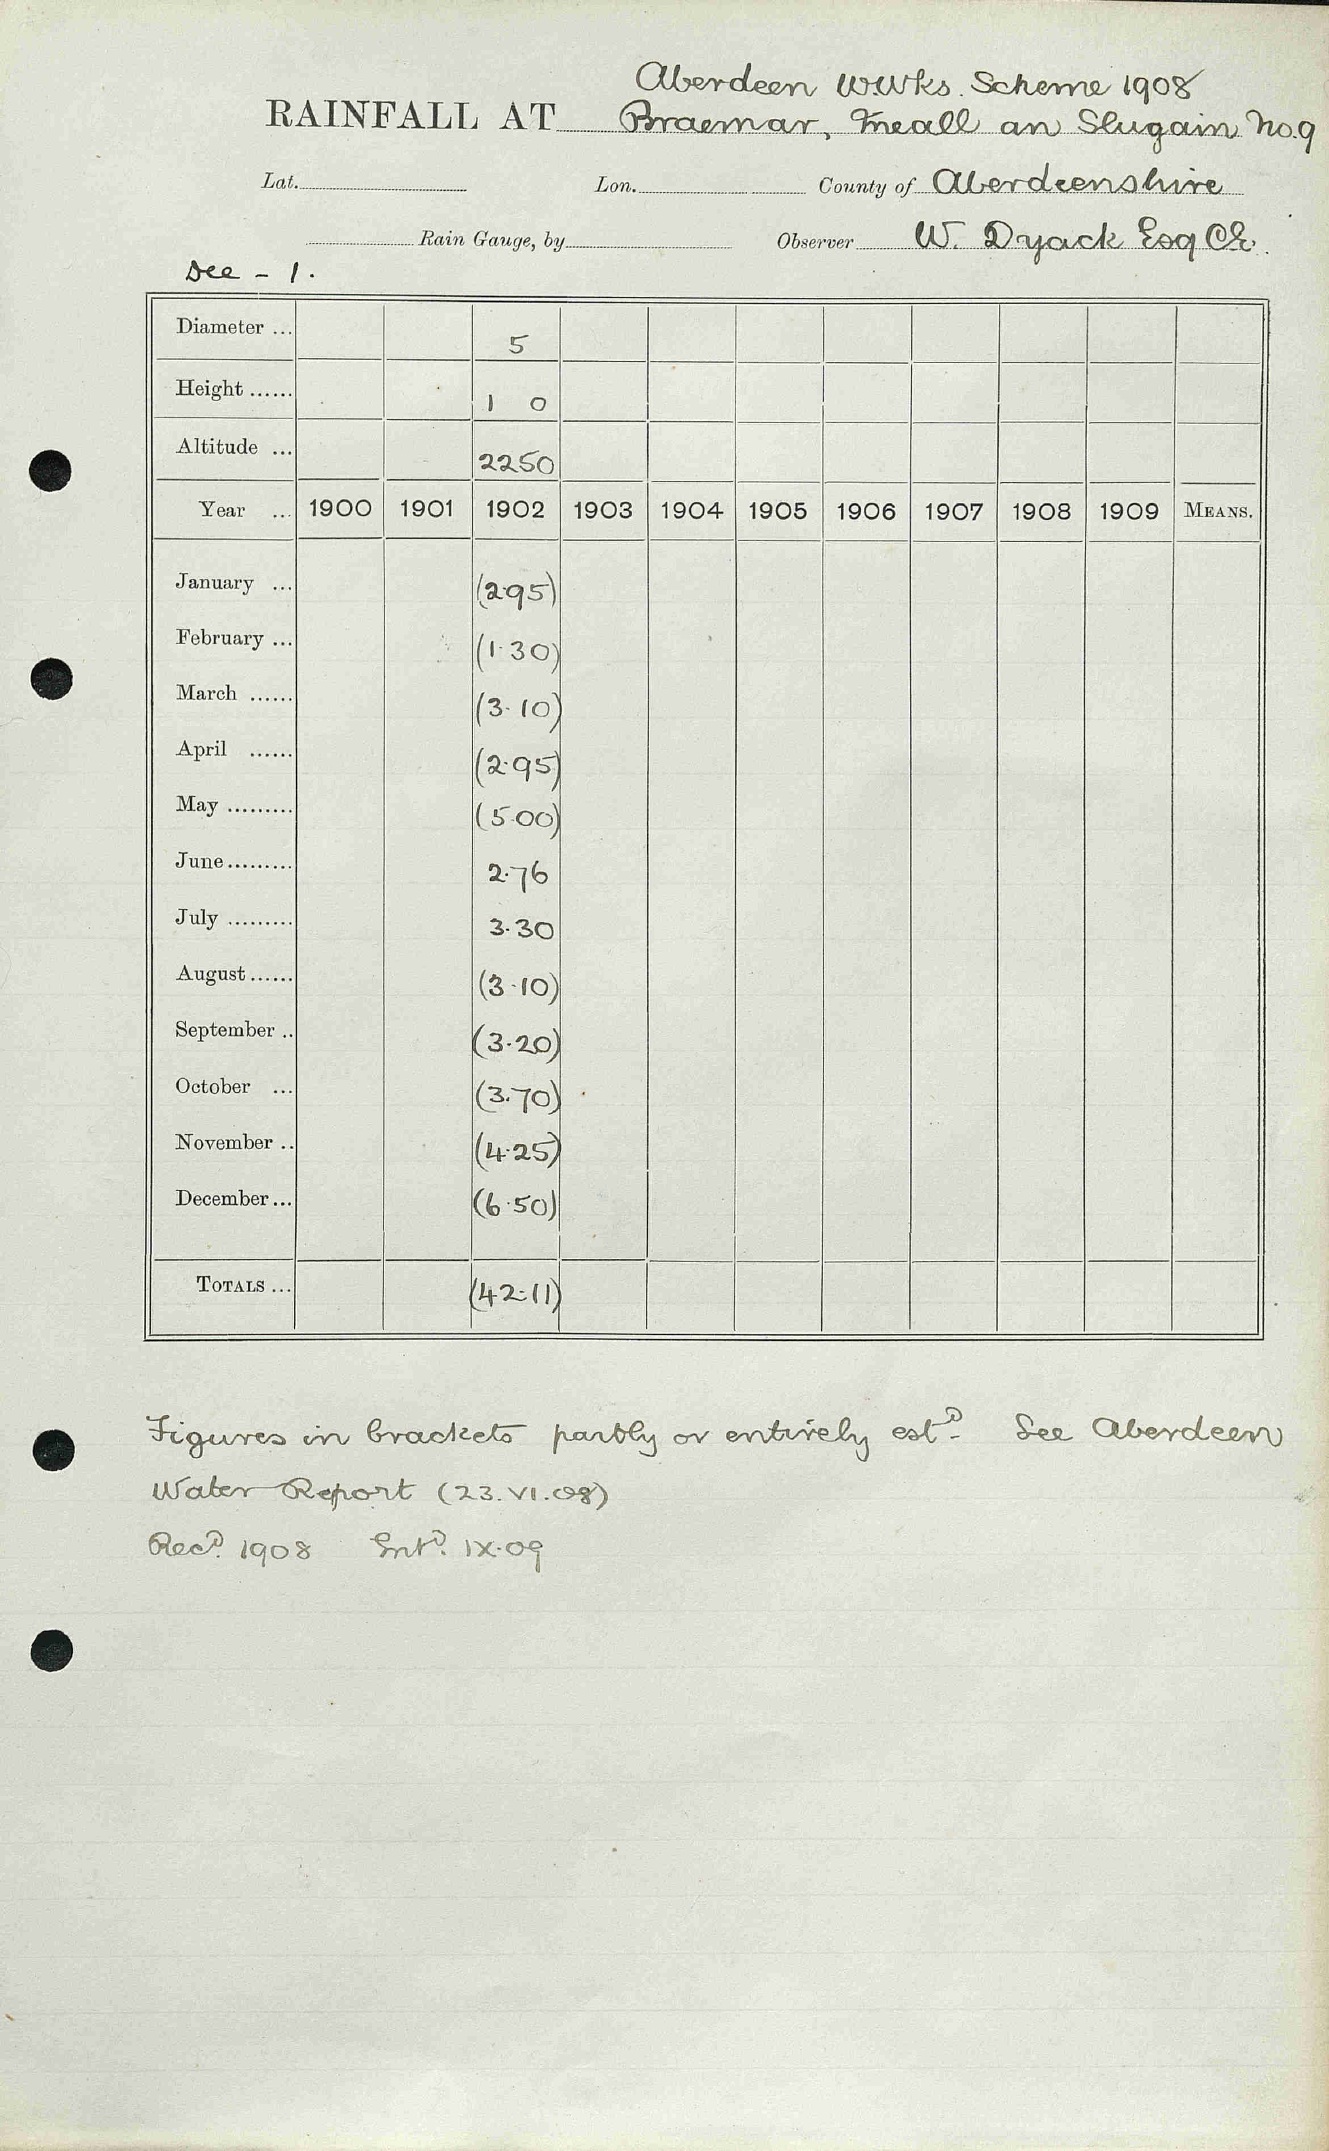 Aberdeen W.Wks. Scheme 1908
RAINFALL AT Braemar, Meall an Slugain No.9
Lat. Lon. County of Aberdeenshire
Rain Gauge, by Observer W. Dyack Esq CE.
Dee - 1.
Diameter ... 5
Height ...... 1 0
Altitude ... 2250
Year ... 1900 1901 1902 1903 1904 1905 1906 1907 1908 1909 MEANS.
January ... (2.95)
February ... (1.30)
March ...... (3.10)
April ...... (2.95)
May ......... (5.00)
June ......... 2.76
July ......... 3.30
August ...... (3.10)
September .. (3.20)
October ... (3.70)
November .. (4.25)
December ... (6.50)
TOTALS ... (42.11)
Figures in brackets partly or entirely estD. See Aberdeen
Water Report (23.VI.08)
RecD. 1908 EntD. IX.09